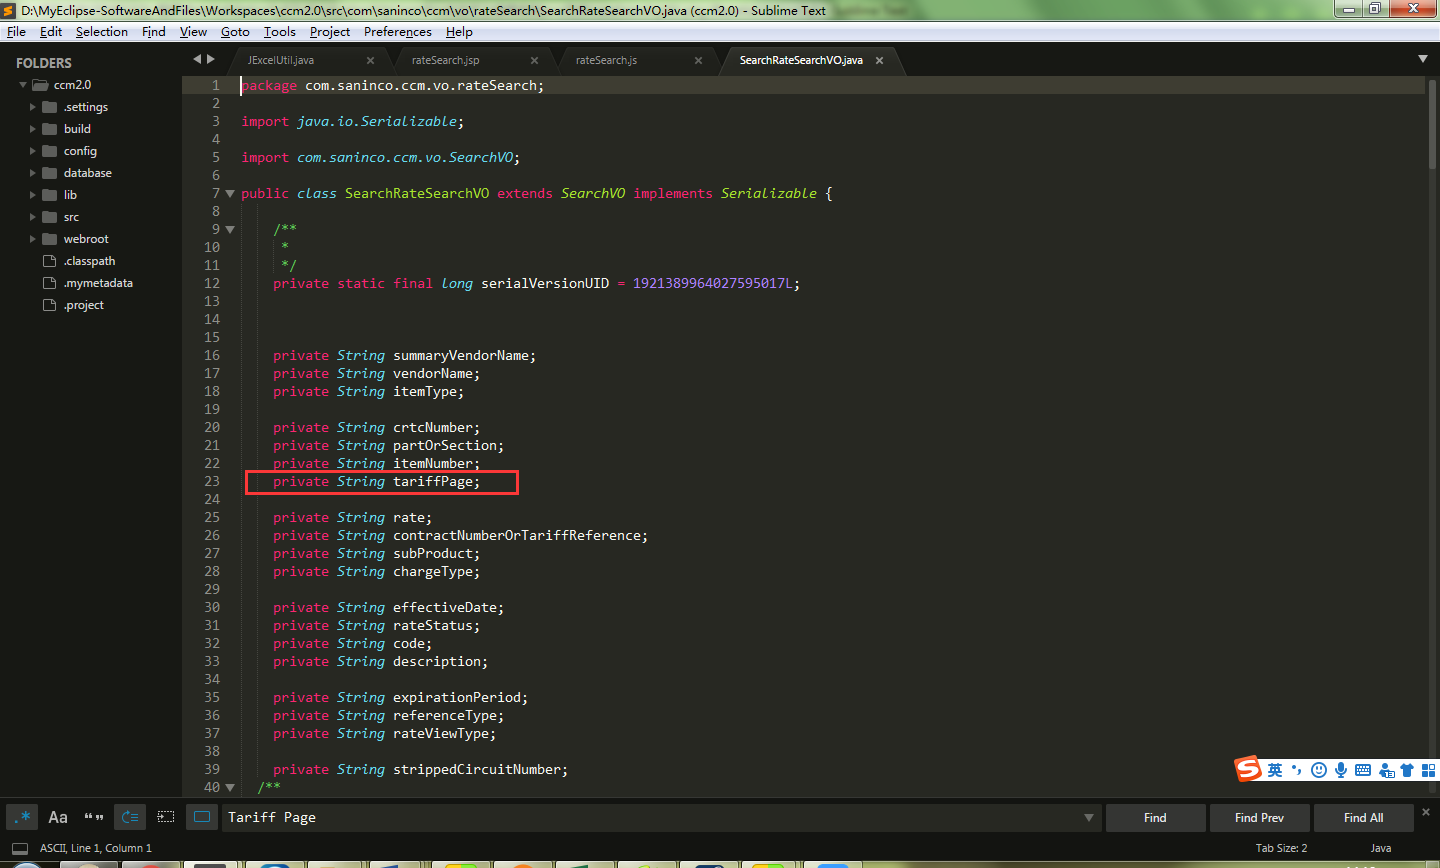 D:\MyEclipse-SoftwareAndFiles\Workspaces\ccm2.0\src\com\saninco\ccm\vo\rateSearch\SearchRateSearchVO.java (ccm2.0) - Sublime Text
File Edit Selection Find View Goto Tools Project Preferences Help
FOLDERS
ccm2.0
.settings
build
config
database
lib
src
webroot
.classpath
.mymetadata
.project
JExcelUtil.java × rateSearch.jsp × rateSearch.js × SearchRateSearchVO.java ×
1 package com.saninco.ccm.vo.rateSearch;
2
3 import java.io.Serializable;
4
5 import com.saninco.ccm.vo.SearchVO;
6
7 public class SearchRateSearchVO extends SearchVO implements Serializable {
8
9 /**
10 *
11 */
12 private static final long serialVersionUID = 1921389964027595017L;
13
14
15
16 private String summaryVendorName;
17 private String vendorName;
18 private String itemType;
19
20 private String crtcNumber;
21 private String partOrSection;
22 private String itemNumber;
23 private String tariffPage;
24
25 private String rate;
26 private String contractNumberOrTariffReference;
27 private String subProduct;
28 private String chargeType;
29
30 private String effectiveDate;
31 private String rateStatus;
32 private String code;
33 private String description;
34
35 private String expirationPeriod;
36 private String referenceType;
37 private String rateViewType;
38
39 private String strippedCircuitNumber;
40 /**
S 英
.* Aa “” Tariff Page Find Find Prev Find All ×
ASCII, Line 1, Column 1 Tab Size: 2 Java